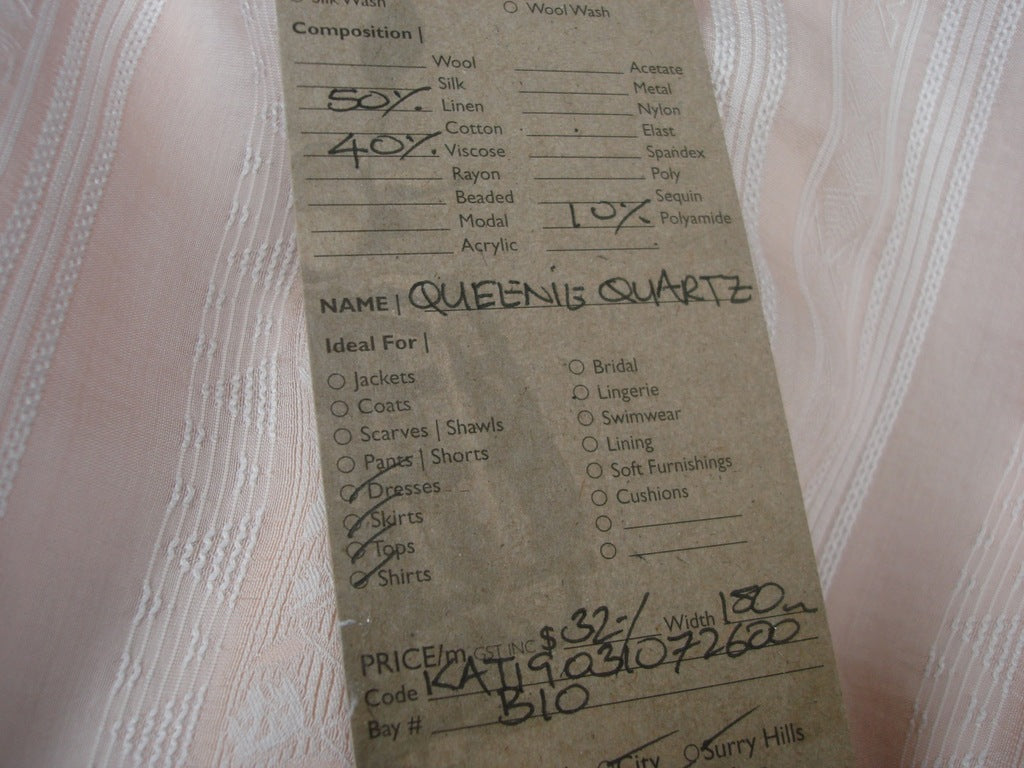 Silk Wash Wool Wash
Composition |
Wool Acetate
Silk Metal
50% Linen Nylon
Cotton Elast
40% Viscose Spandex
Rayon Poly
Beaded Sequin
Modal 10% Polyamide
Acrylic
NAME | QUEENIE QUARTZ
Ideal For |
Jackets Bridal
Coats Lingerie
Scarves | Shawls Swimwear
Pants | Shorts Lining
Dresses Soft Furnishings
Skirts Cushions
Tops
Shirts
PRICE/m GST INC $ 32-/ Width
Code KAT19031072600
Bay # B10
City Surry Hills